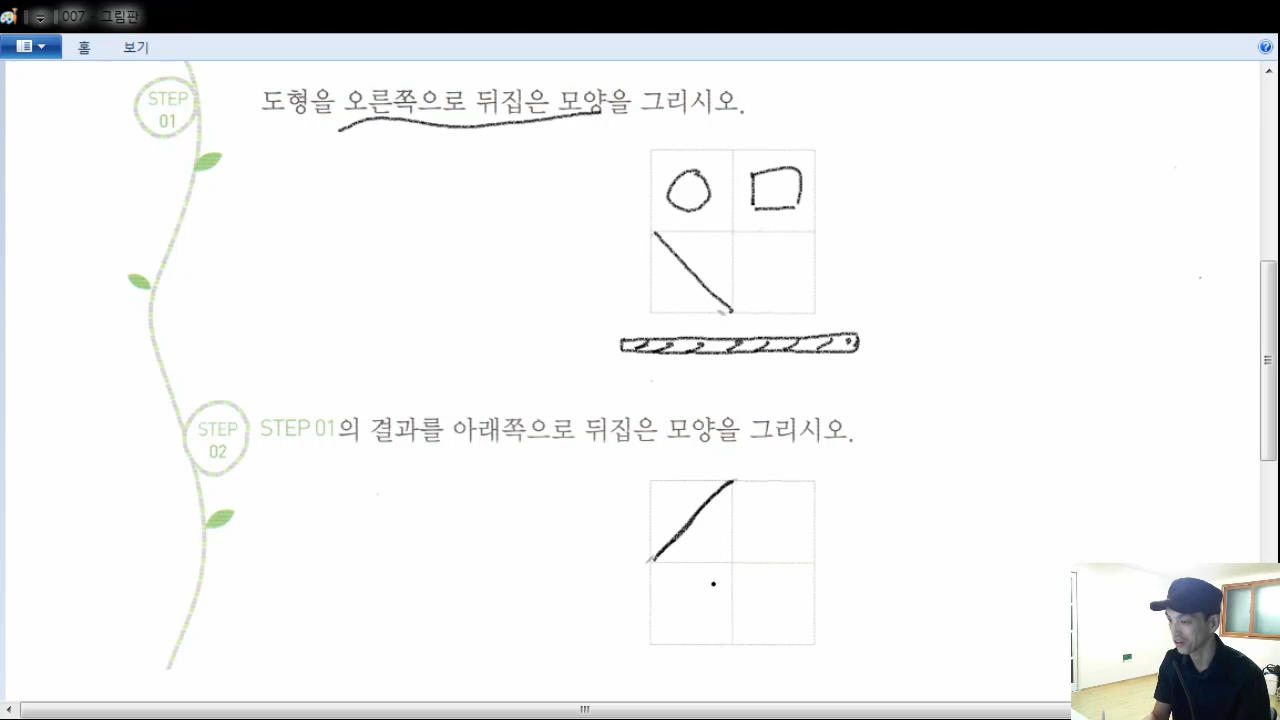 007 - 그림판
홈 보기
STEP 01
도형을 오른쪽으로 뒤집은 모양을 그리시오.
STEP 02
STEP 01의 결과를 아래쪽으로 뒤집은 모양을 그리시오.